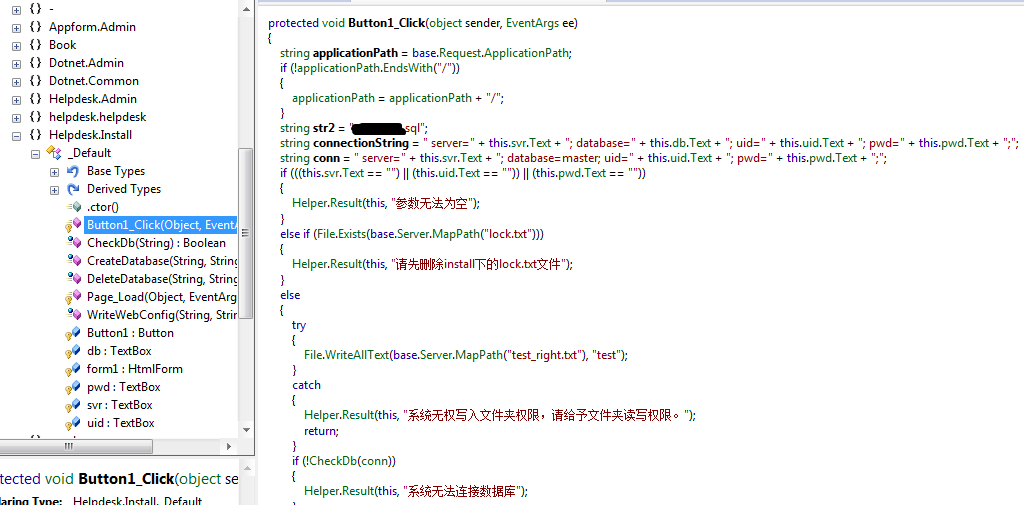 {} -
{} Appform.Admin
{} Book
{} Dotnet.Admin
{} Dotnet.Common
{} Helpdesk.Admin
{} helpdesk.helpdesk
{} Helpdesk.Install
_Default
Base Types
Derived Types
.ctor()
Button1_Click(Object, EventA
CheckDb(String) : Boolean
CreateDatabase(String, String
DeleteDatabase(String, String
Page_Load(Object, EventArg
WriteWebConfig(String, String
Button1 : Button
db : TextBox
form1 : HtmlForm
pwd : TextBox
svr : TextBox
uid : TextBox
tected void Button1_Click(object se
laring Type: Helpdesk.Install._Default
protected void Button1_Click(object sender, EventArgs ee)
{
string applicationPath = base.Request.ApplicationPath;
if (!applicationPath.EndsWith("/"))
{
applicationPath = applicationPath + "/";
}
string str2 = " sql";
string connectionString = " server=" + this.svr.Text + "; database=" + this.db.Text + "; uid=" + this.uid.Text + "; pwd=" + this.pwd.Text + ";";
string conn = " server=" + this.svr.Text + "; database=master; uid=" + this.uid.Text + "; pwd=" + this.pwd.Text + ";";
if (((this.svr.Text == "") || (this.uid.Text == "")) || (this.pwd.Text == ""))
{
Helper.Result(this, "参数无法为空");
}
else if (File.Exists(base.Server.MapPath("lock.txt")))
{
Helper.Result(this, "请先删除install下的lock.txt文件");
}
else
{
try
{
File.WriteAllText(base.Server.MapPath("test_right.txt"), "test");
}
catch
{
Helper.Result(this, "系统无权写入文件夹权限，请给予文件夹读写权限。");
return;
}
if (!CheckDb(conn))
{
Helper.Result(this, "系统无法连接数据库");